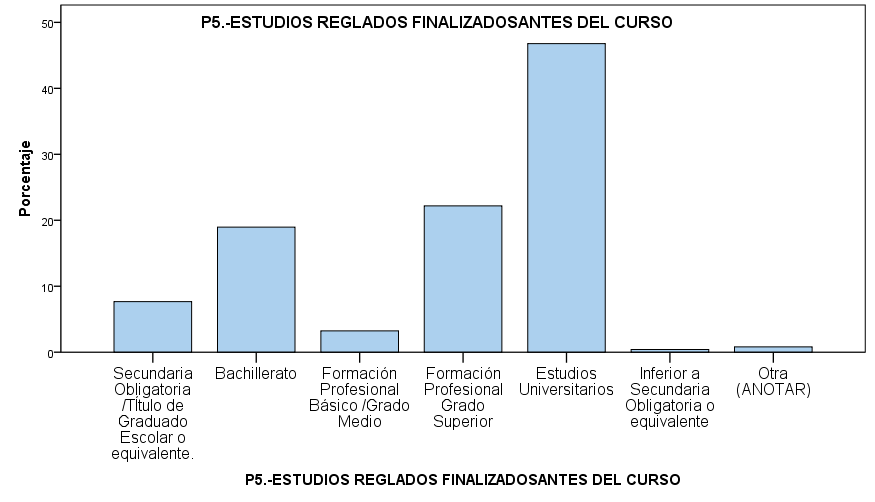 P5.-ESTUDIOS REGLADOS FINALIZADOSANTES DEL CURSO
Porcentaje
50
40
30
20
10
0
Secundaria
Obligatoria
/TÍtulo de
Graduado
Escolar o
equivalente.
Bachillerato
Formación
Profesional
Básico /Grado
Medio
Formación
Profesional
Grado
Superior
Estudios
Universitarios
Inferior a
Secundaria
Obligatoria o
equivalente
Otra
(ANOTAR)
P5.-ESTUDIOS REGLADOS FINALIZADOSANTES DEL CURSO